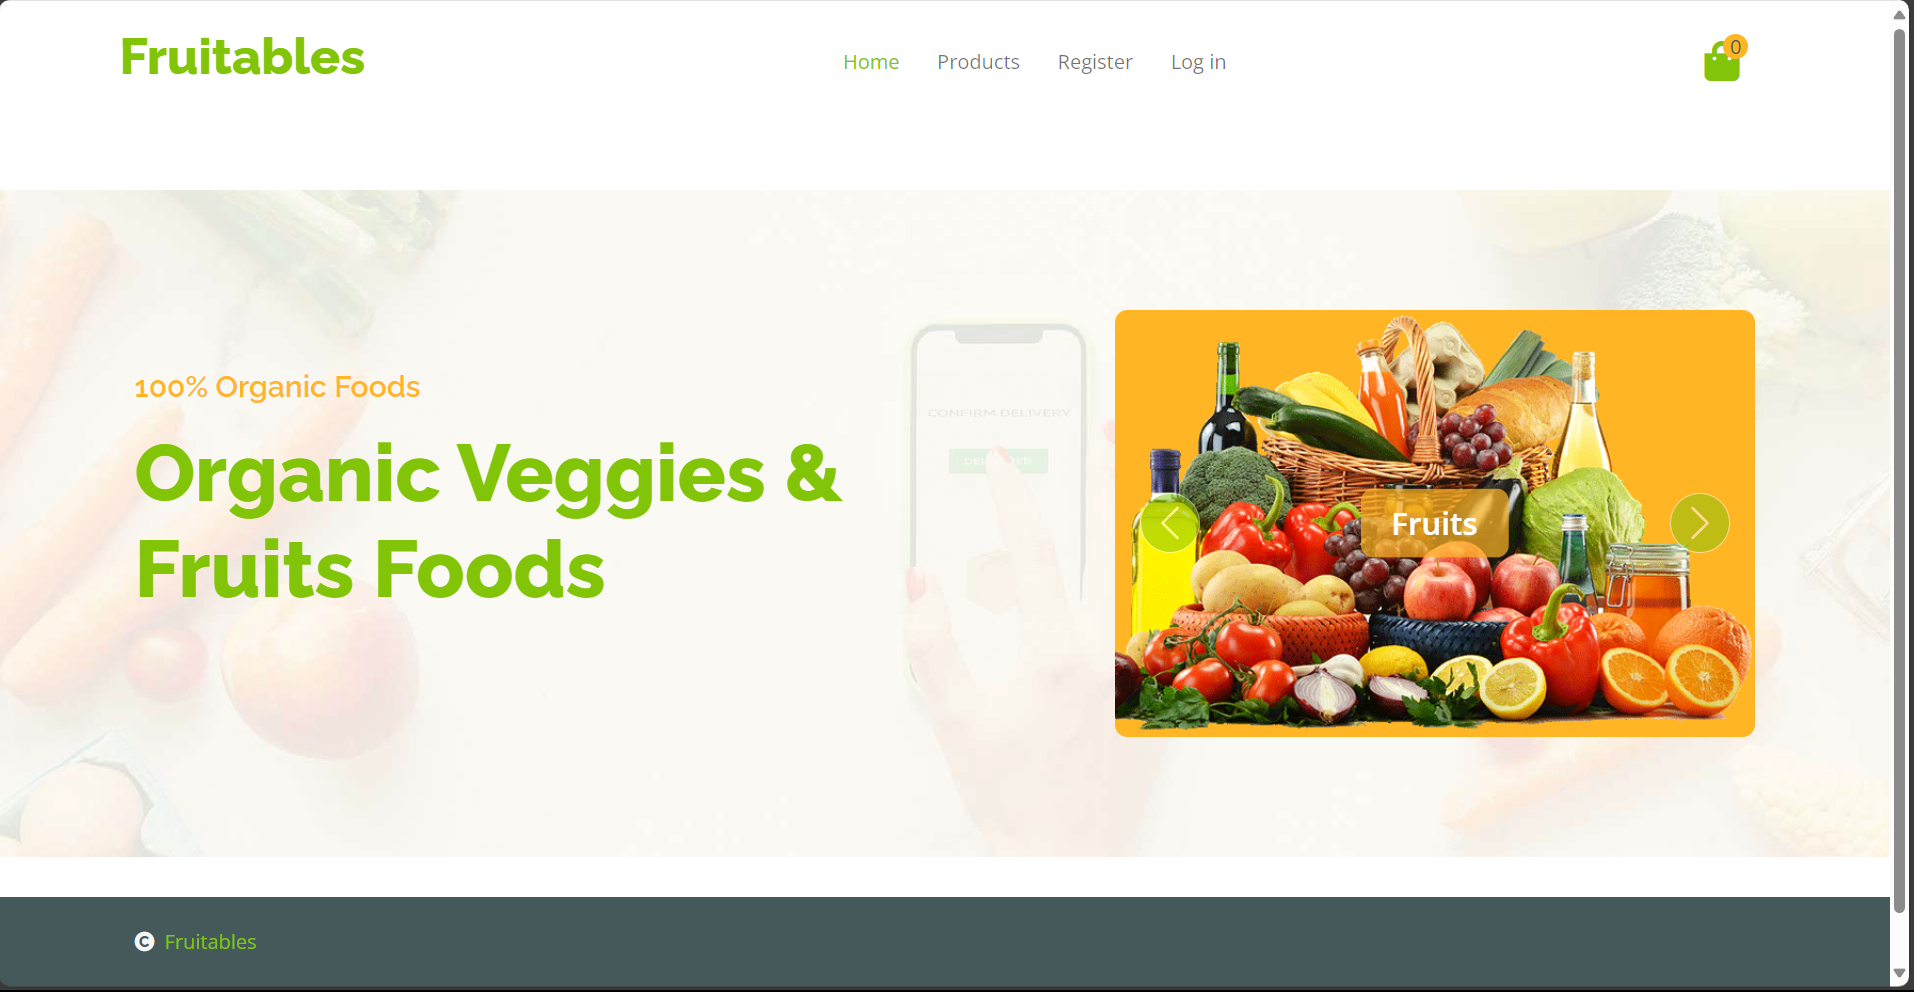 Fruitables
Home Products Register Log in
0
100% Organic Foods
Organic Veggies &
Fruits Foods
CONFIRM DELIVERY
Fruits
C Fruitables